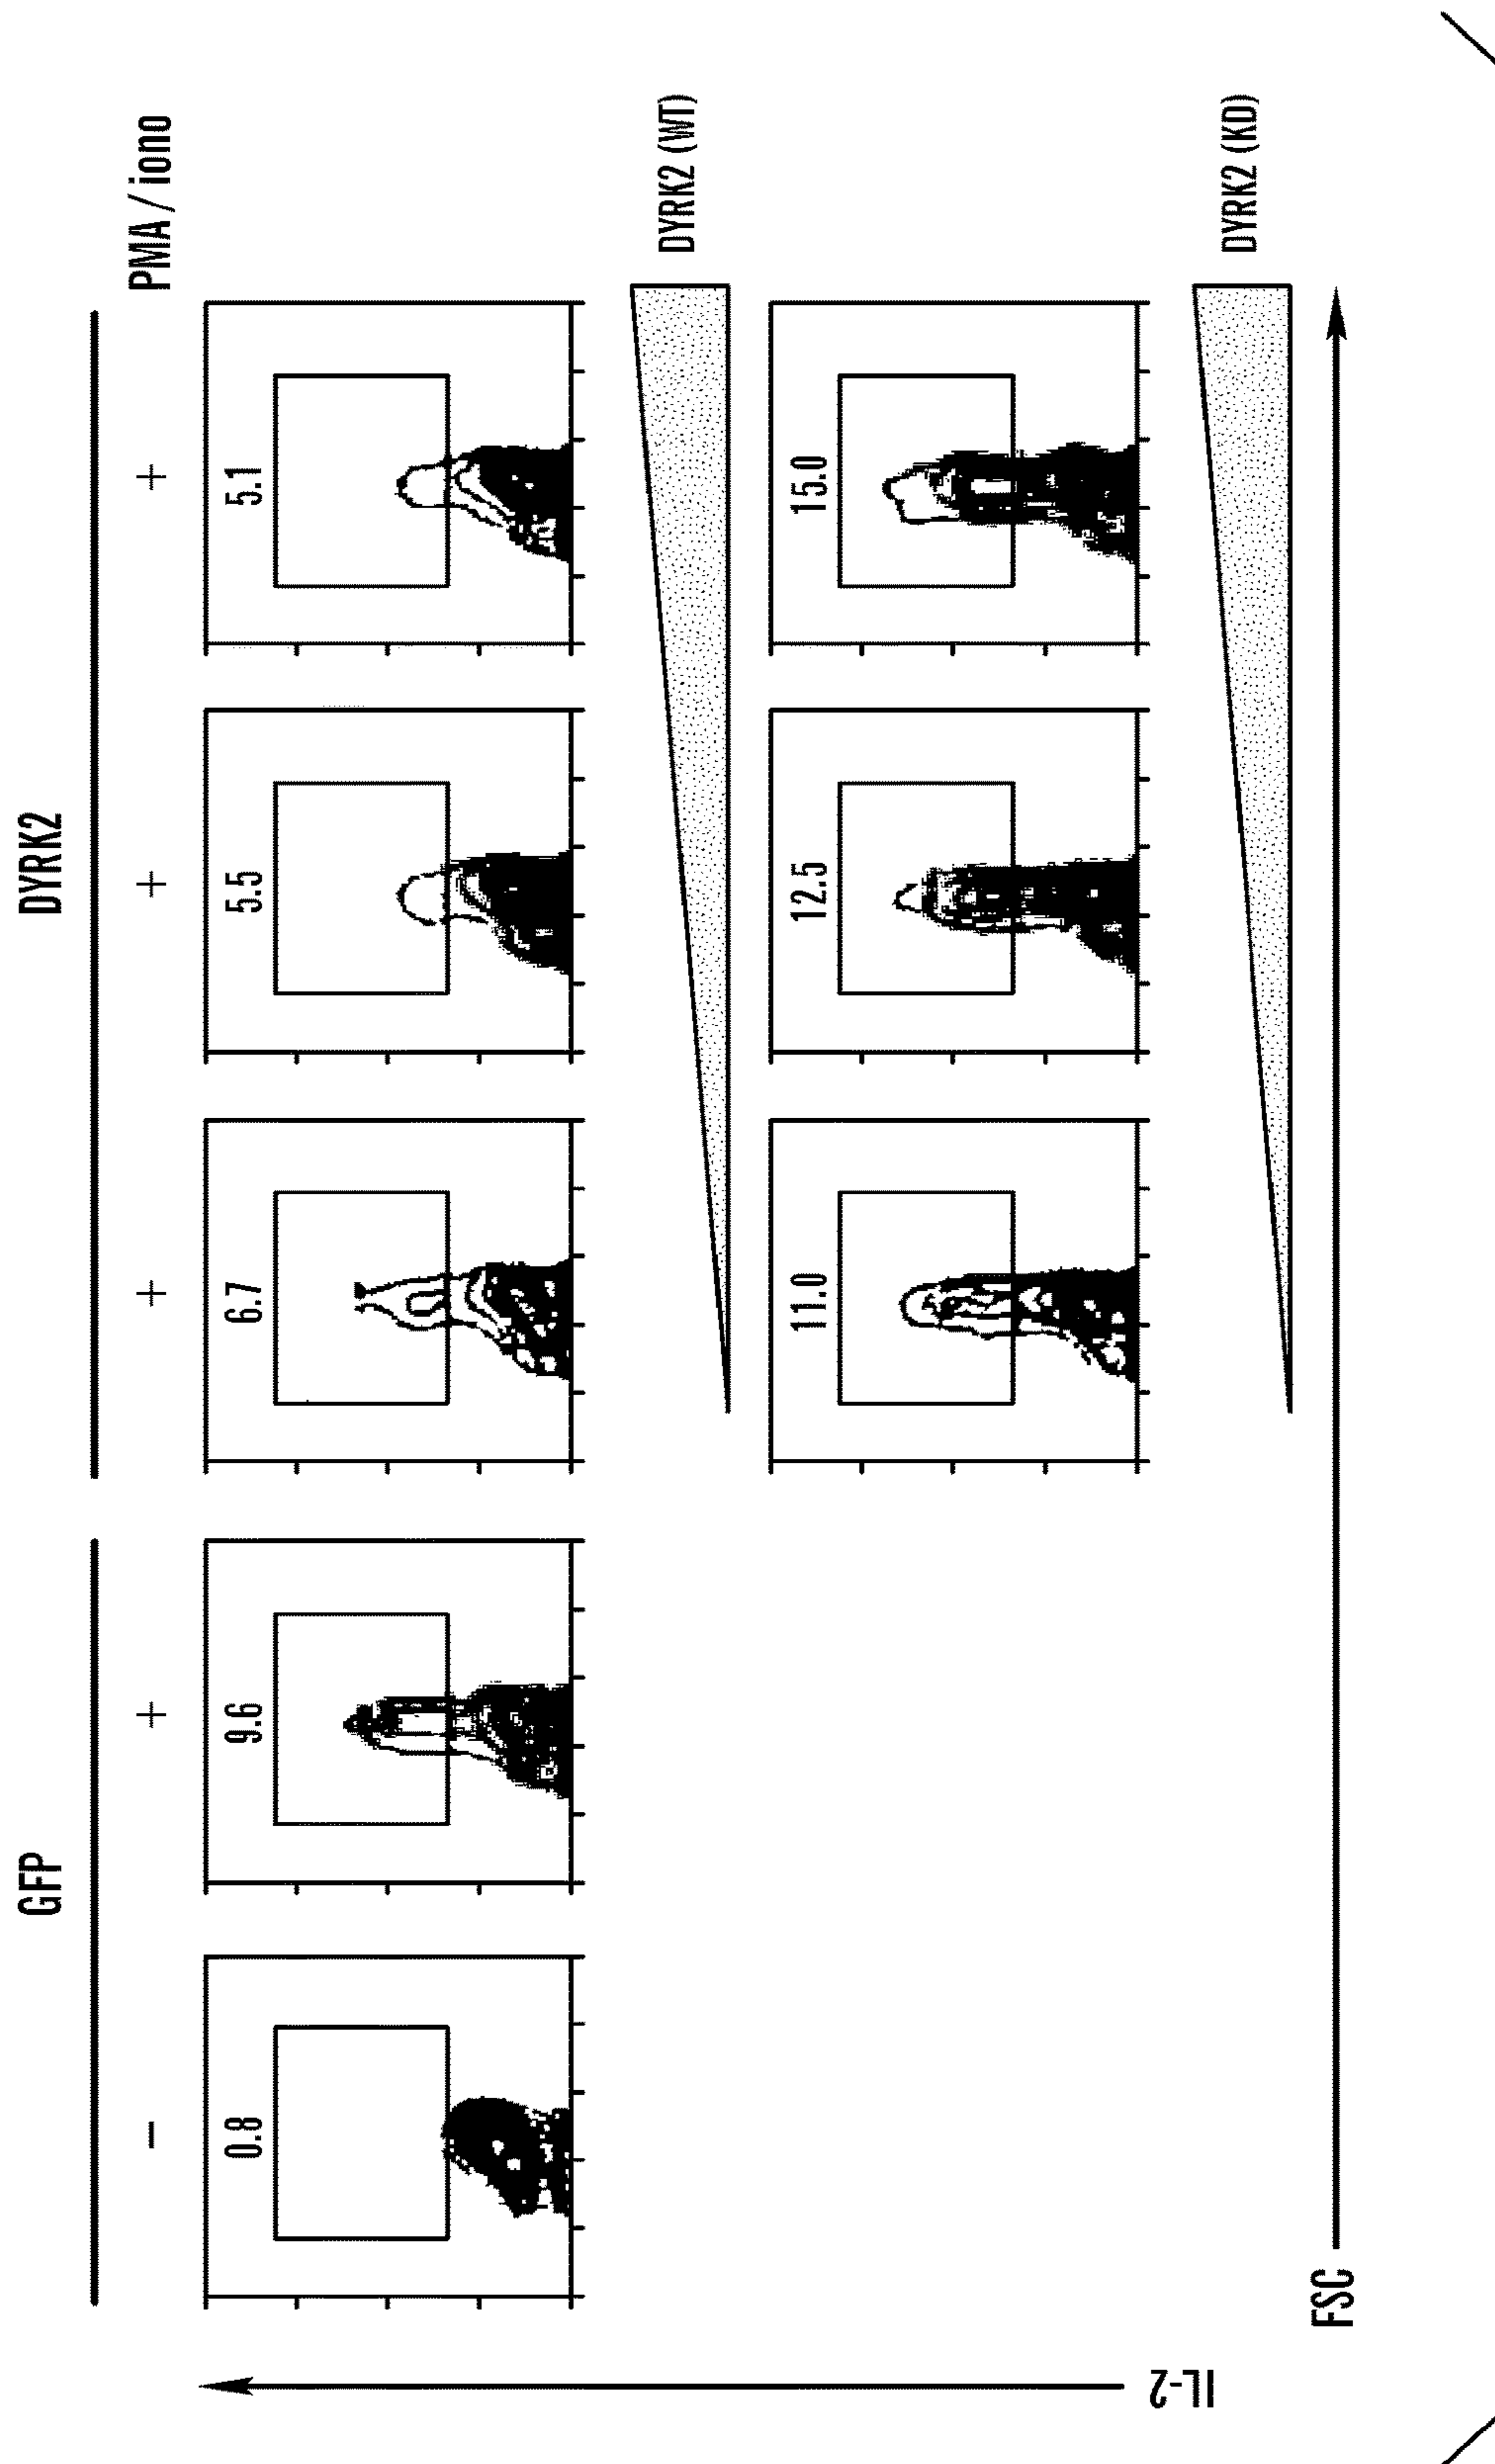 GFP DYRK2
- + + + + PMA / iono
0.8 9.6 6.7 5.5 5.1
DYRK2 (WT)
11.0 12.5 15.0
DYRK2 (KD)
IL-2
FSC